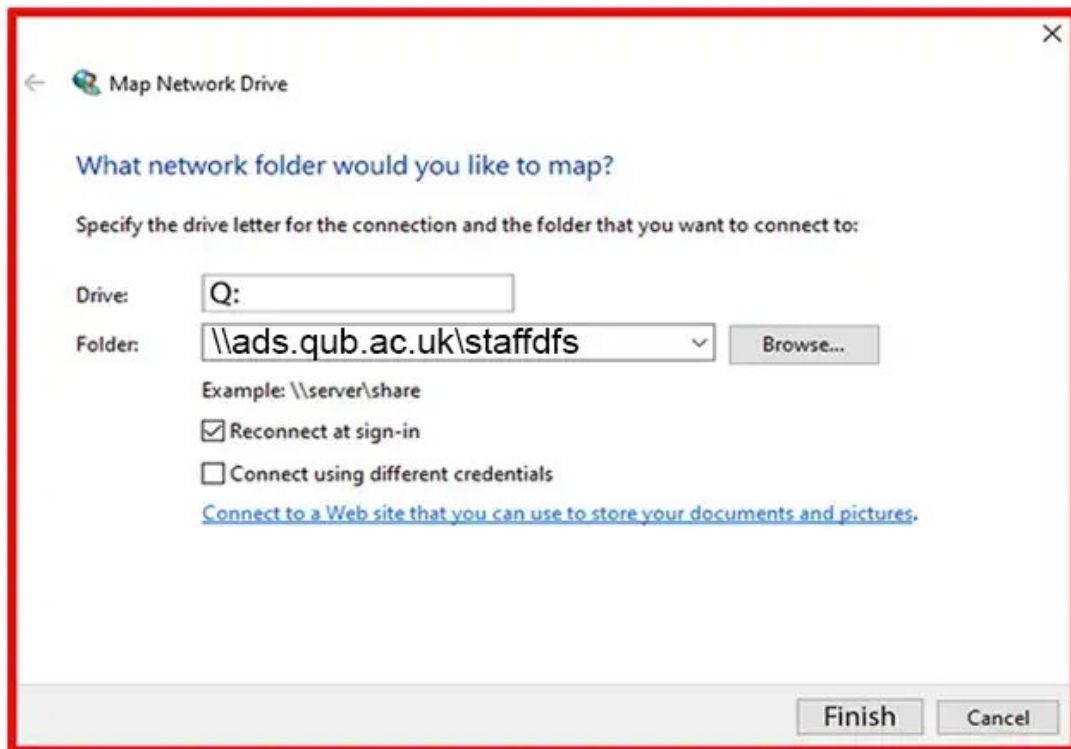 Map Network Drive
What network folder would you like to map?
Specify the drive letter for the connection and the folder that you want to connect to:
Drive: Q:
Folder: \\ads.qub.ac.uk\staffdfs Browse...
Example: \\server\share
Reconnect at sign-in
Connect using different credentials
Connect to a Web site that you can use to store your documents and pictures.
Finish Cancel